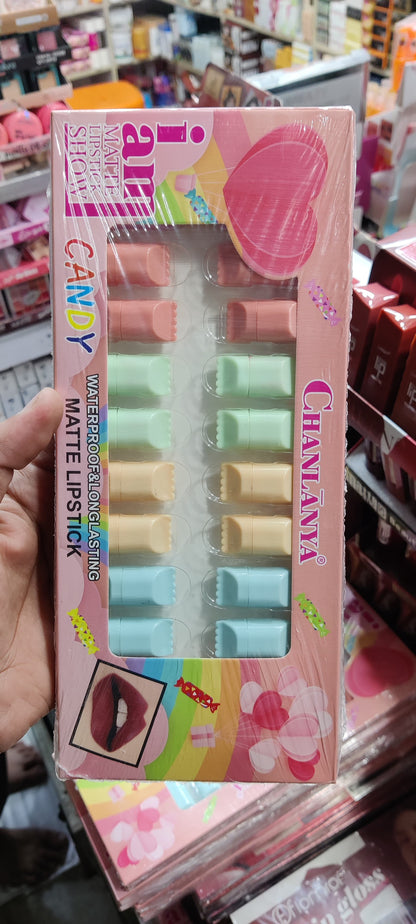 i am
MATTE
LIPSTICK
SHOW
CANDY
WATERPROOF&LONGLASTING
MATTE LIPSTICK
CHANLANYA®
gloss